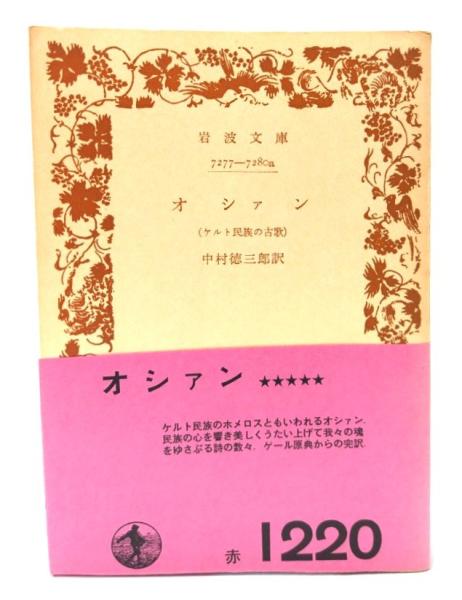 岩波文庫
7277—7280a
オシァン
(ケルト民族の古歌)
中村徳三郎訳
オシァン ★★★★★
ケルト民族のホメロスともいわれるオシァン.
民族の心を響き美しくうたい上げて我々の魂
をゆさぶる詩の数々. ゲール原典からの完訳.
赤 1220